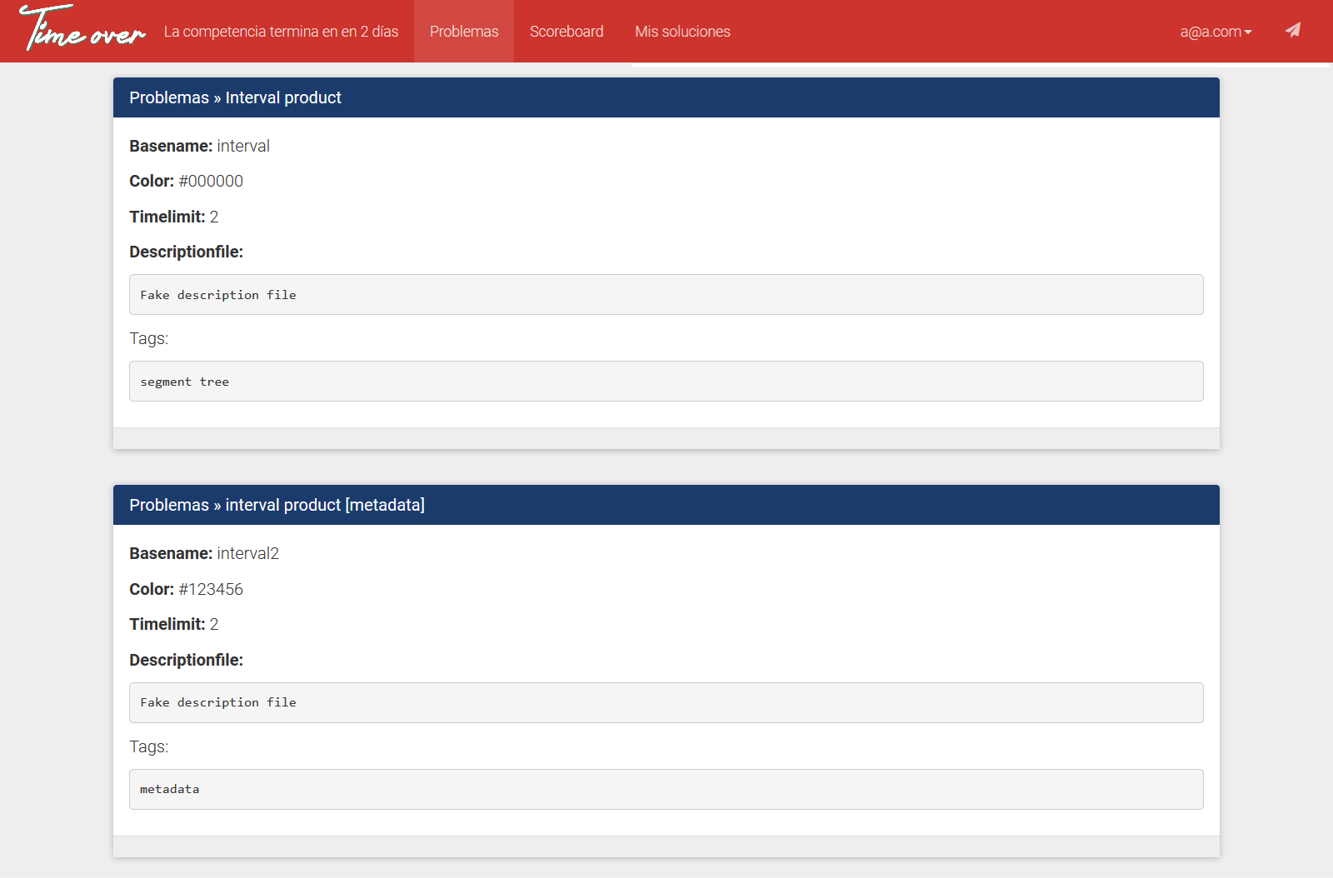 Time over La competencia termina en en 2 días Problemas Scoreboard Mis soluciones a@a.com
Problemas » Interval product
Basename: interval
Color: #000000
Timelimit: 2
Descriptionfile:
Fake description file
Tags:
segment tree
Problemas » interval product [metadata]
Basename: interval2
Color: #123456
Timelimit: 2
Descriptionfile:
Fake description file
Tags:
metadata